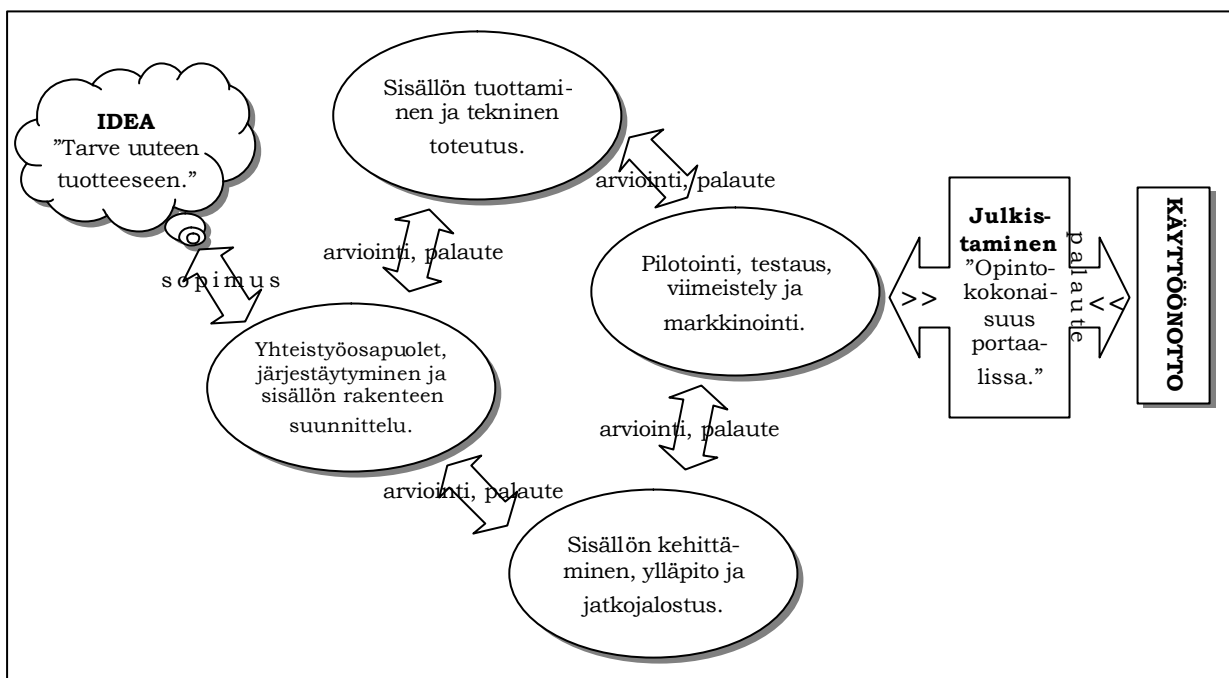 IDEA
”Tarve uuteen
tuotteeseen.”
sopimus
Sisällön tuottami-
nen ja tekninen
toteutus.
arviointi, palaute
arviointi, palaute
Yhteistyöosapuolet,
järjestäytyminen ja
sisällön rakenteen
suunnittelu.
Pilotointi, testaus,
viimeistely ja
markkinointi.
arviointi, palaute
arviointi, palaute
Sisällön kehittä-
minen, ylläpito ja
jatkojalostus.
>>
Julkis-
taminen
”Opinto-
kokonai-
suus
portaa-
lissa.”
palaute
<<
KÄYTTÖÖNOTTO